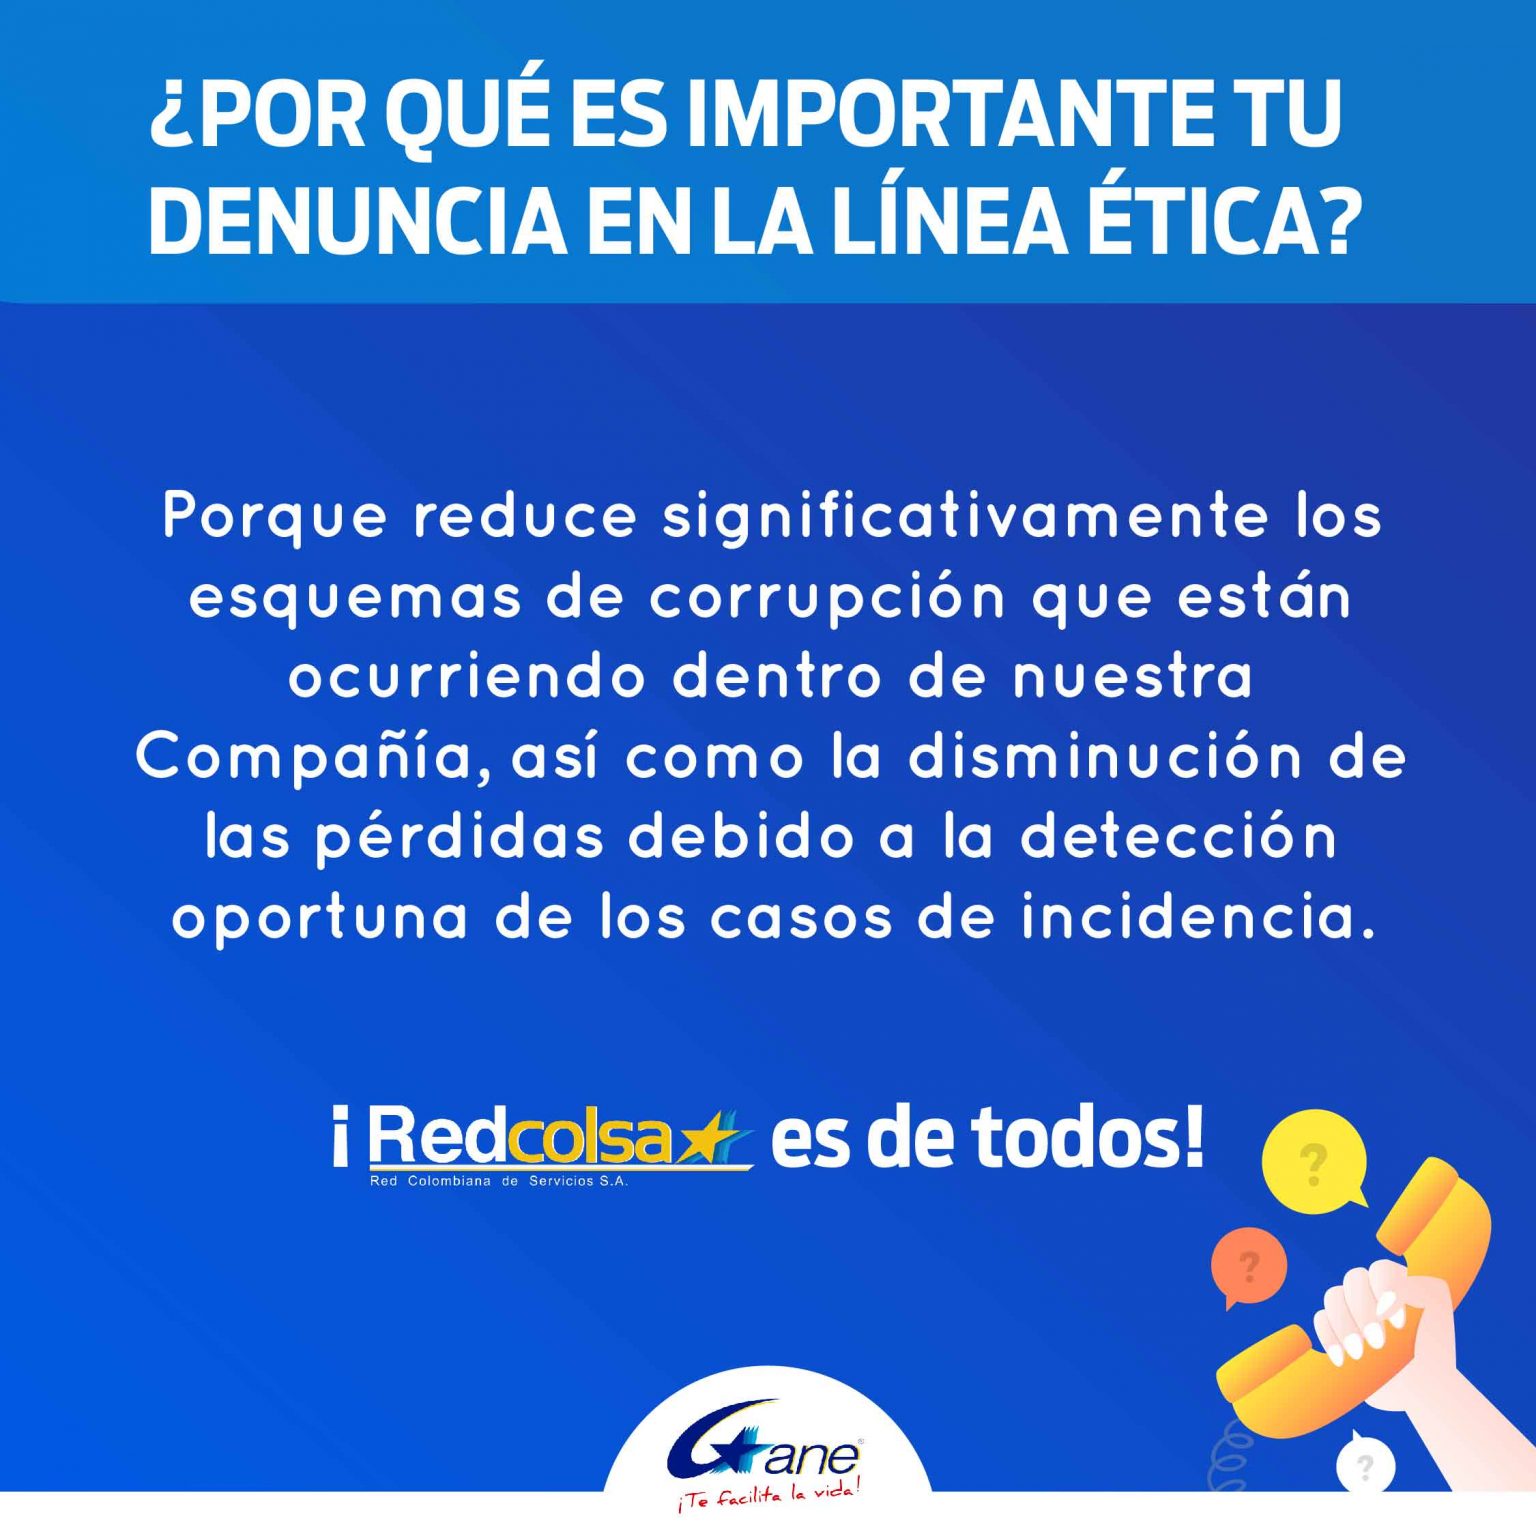 ¿POR QUÉ ES IMPORTANTE TU
DENUNCIA EN LA LÍNEA ÉTICA?
Porque reduce significativamente los
esquemas de corrupción que están
ocurriendo dentro de nuestra
Compañía, así como la disminución de
las pérdidas debido a la detección
oportuna de los casos de incidencia.
¡Redcolsa es de todos!
Red Colombiana de Servicios S.A.
?
?
?
Gane®
¡Te facilita la vida!